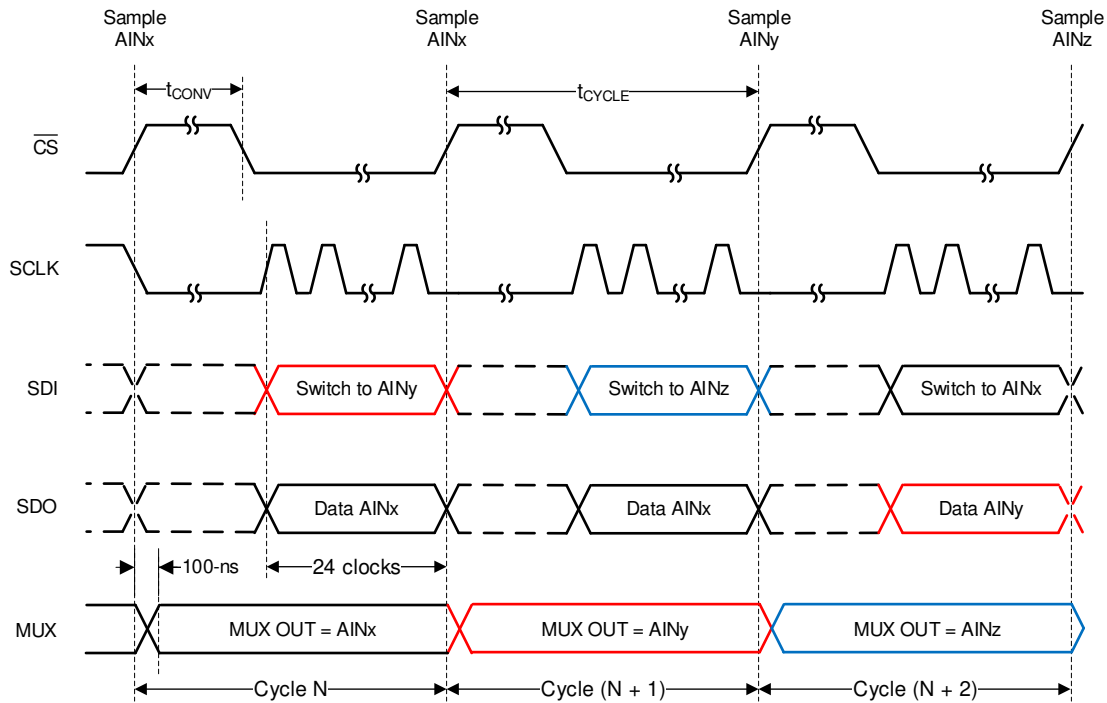 Sample
AINx
Sample
AINx
Sample
AINy
Sample
AINz
tCONV
tCYCLE
CS
SCLK
SDI
Switch to AINy
Switch to AINz
Switch to AINx
SDO
Data AINx
Data AINx
Data AINy
100-ns
24 clocks
MUX
MUX OUT = AINx
MUX OUT = AINy
MUX OUT = AINz
Cycle N
Cycle (N + 1)
Cycle (N + 2)